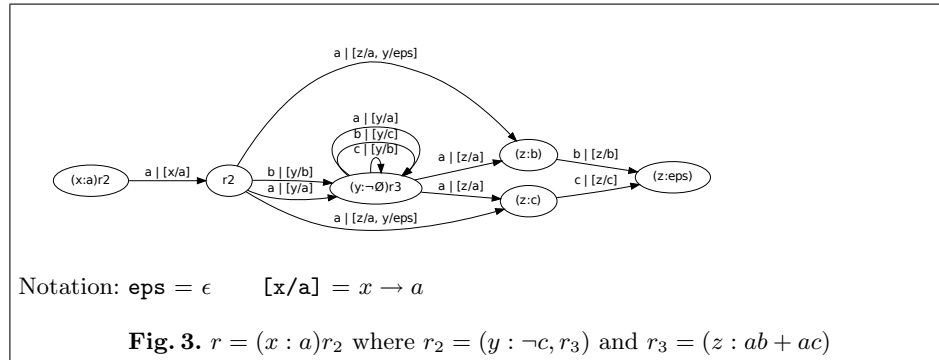 a | [z/a, y/eps]
a | [y/a]
b | [y/c]
c | [y/b]
a | [z/a]
(z:b)
b | [z/b]
(x:a)r2
a | [x/a]
r2
b | [y/b]
a | [y/a]
(y:¬Ø)r3
a | [z/a]
(z:c)
c | [z/c]
(z:eps)
a | [z/a, y/eps]
Notation: eps = ϵ [x/a] = x → a
Fig. 3. r = (x : a)r₂ where r₂ = (y : ¬c, r₃) and r₃ = (z : ab + ac)